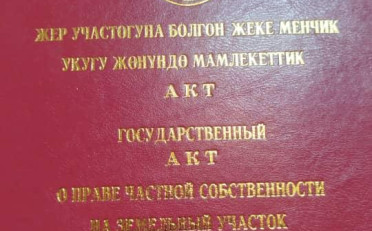 ЖЕР УЧАСТОГУНА БОЛГОН ЖЕКЕ МЕНЧИК
УКУГУ ЖӨНҮНДӨ МАМЛЕКЕТТИК
АКТ
ГОСУДАРСТВЕННЫЙ
АКТ
О ПРАВЕ ЧАСТНОЙ СОБСТВЕННОСТИ
НА ЗЕМЕЛЬНЫЙ УЧАСТОК